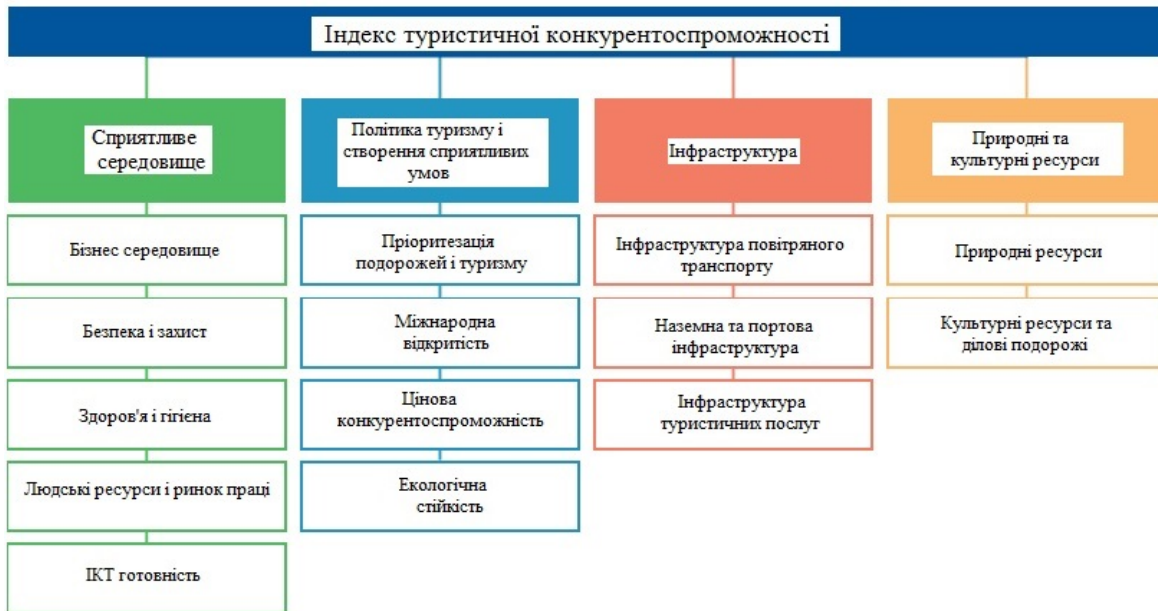 Індекс туристичної конкурентоспроможності
Сприятливе
середовище
Бізнес середовище
Безпека і захист
Здоров'я і гігієна
Людські ресурси і ринок праці
ІКТ готовність
Політика туризму і
створення сприятливих
умов
Пріоритезація
подорожей і туризму
Міжнародна
відкритість
Цінова
конкурентоспроможність
Екологічна
стійкість
Інфраструктура
Інфраструктура повітряного
транспорту
Наземна та портова
інфраструктура
Інфраструктура
туристичних послуг
Природні та
культурні ресурси
Природні ресурси
Культурні ресурси та
ділові подорожі